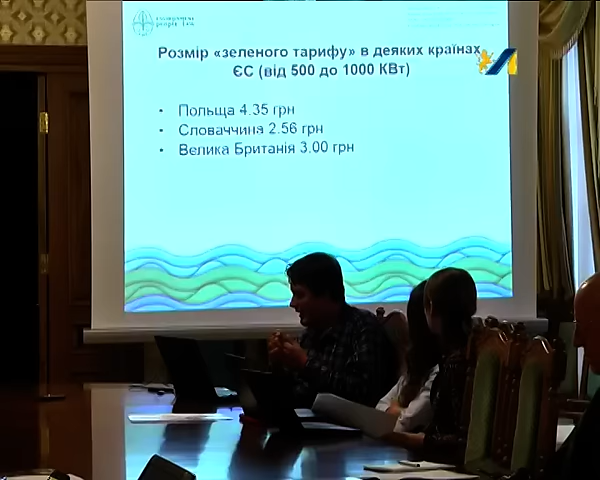 Розмір «зеленого тарифу» в деяких країнах
ЄС (від 500 до 1000 КВт)
• Польща 4.35 грн
• Словаччина 2.56 грн
• Велика Британія 3.00 грн